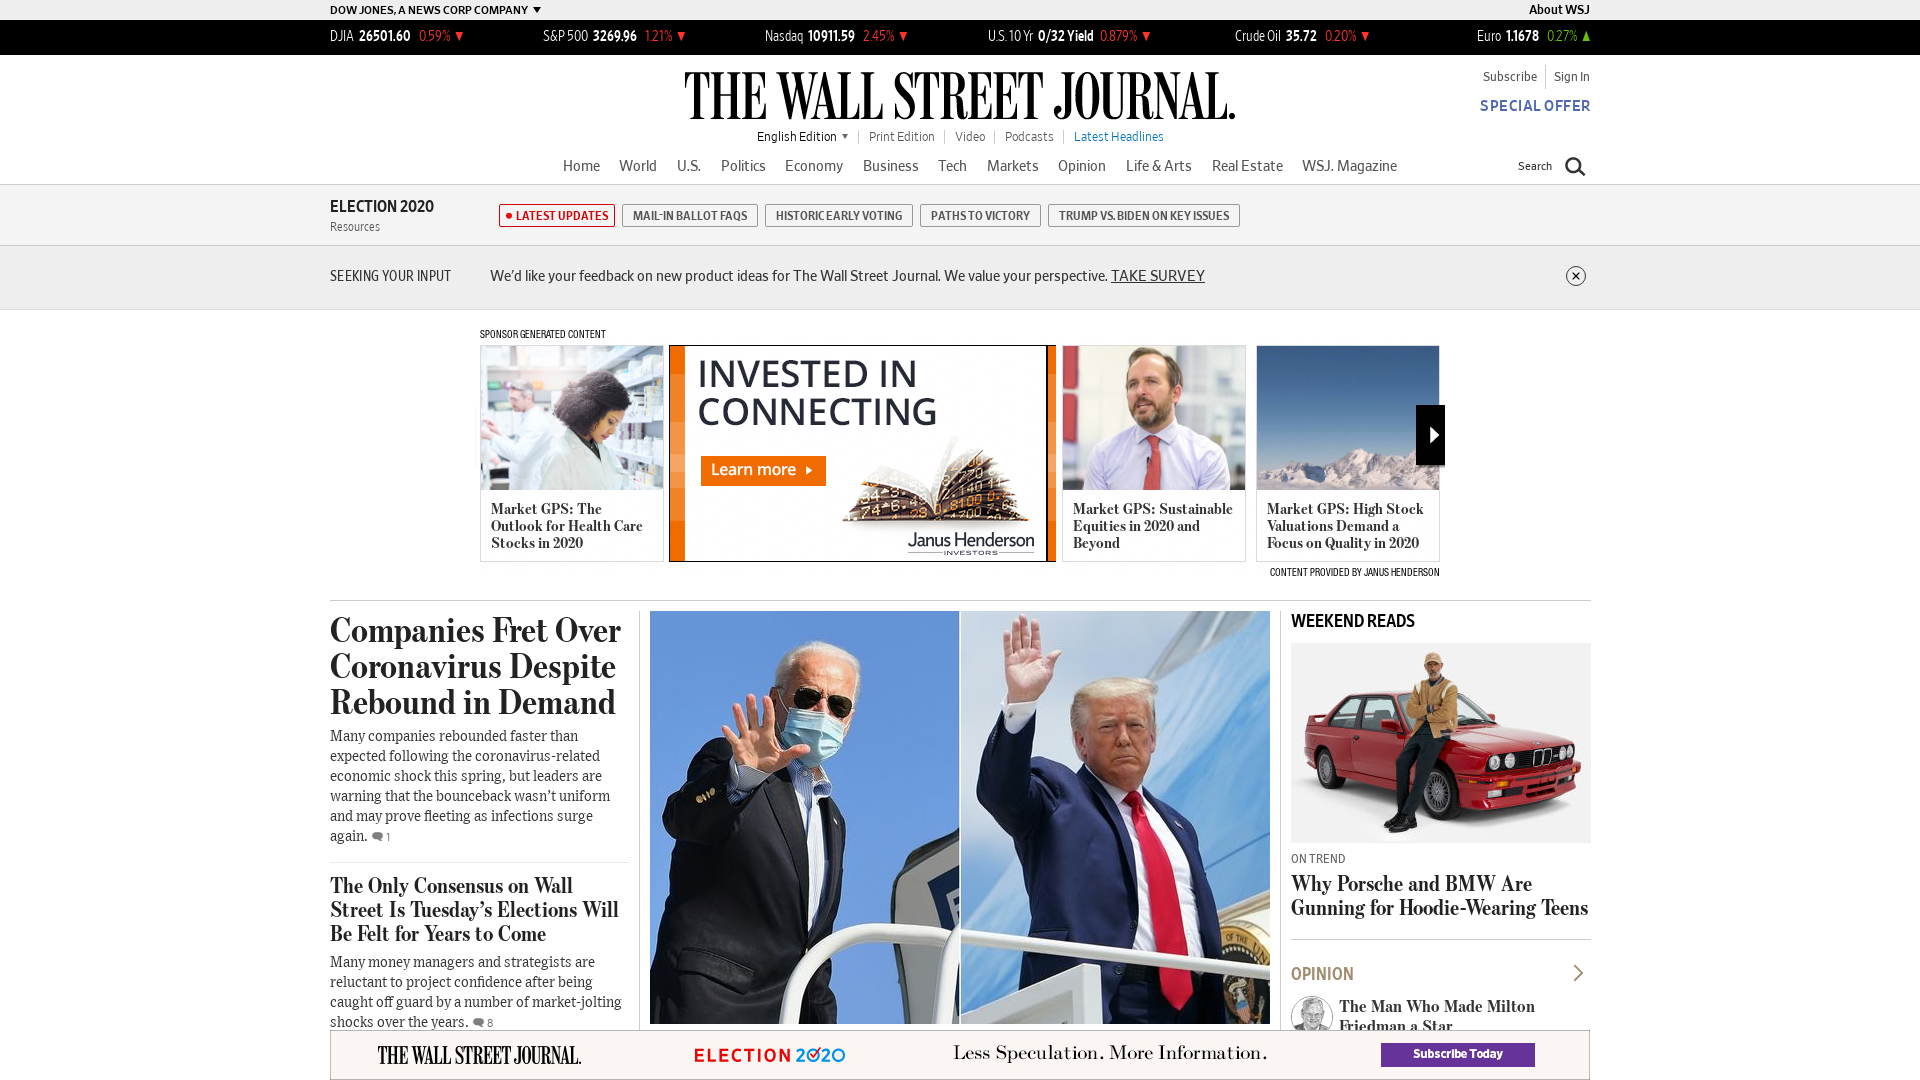 DOW JONES, A NEWS CORP COMPANY
About WSJ
DJIA 26501.60 0.59%
S&P 500 3269.96 1.21%
Nasdaq 10911.59 2.45%
U.S. 10 Yr 0/32 Yield 0.879%
Crude Oil 35.72 0.20%
Euro 1.1678 0.27%
THE WALL STREET JOURNAL.
Subscribe
Sign In
SPECIAL OFFER
English Edition
Print Edition
Video
Podcasts
Latest Headlines
Home
World
U.S.
Politics
Economy
Business
Tech
Markets
Opinion
Life & Arts
Real Estate
WSJ. Magazine
Search
ELECTION 2020
Resources
LATEST UPDATES
MAIL-IN BALLOT FAQS
HISTORIC EARLY VOTING
PATHS TO VICTORY
TRUMP VS. BIDEN ON KEY ISSUES
SEEKING YOUR INPUT
We’d like your feedback on new product ideas for The Wall Street Journal. We value your perspective. TAKE SURVEY
SPONSOR GENERATED CONTENT
Market GPS: The
Outlook for Health Care
Stocks in 2020
INVESTED IN
CONNECTING
Learn more
Janus Henderson
INVESTORS
Market GPS: Sustainable
Equities in 2020 and
Beyond
Market GPS: High Stock
Valuations Demand a
Focus on Quality in 2020
CONTENT PROVIDED BY JANUS HENDERSON
Companies Fret Over
Coronavirus Despite
Rebound in Demand
Many companies rebounded faster than
expected following the coronavirus-related
economic shock this spring, but leaders are
warning that the bounceback wasn’t uniform
and may prove fleeting as infections surge
again. 1
The Only Consensus on Wall
Street Is Tuesday’s Elections Will
Be Felt for Years to Come
Many money managers and strategists are
reluctant to project confidence after being
caught off guard by a number of market-jolting
shocks over the years. 8
WEEKEND READS
ON TREND
Why Porsche and BMW Are
Gunning for Hoodie-Wearing Teens
OPINION
The Man Who Made Milton
Friedman a Star
THE WALL STREET JOURNAL.
ELECTION 2020
Less Speculation. More Information.
Subscribe Today